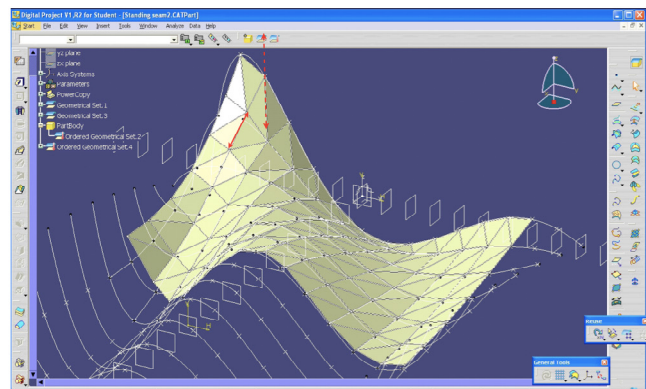 Digital Project V1,R2 for Student - [Standing seam2.CATPart]
Start File Edit View Insert Tools Window Analyze Data Help
yz plane
zx plane
Axis Systems
Parameters
PowerCopy
Geometrical Set.1
Geometrical Set.3
PartBody
Ordered Geometrical Set.2
Ordered Geometrical Set.4
Reuse
General Tools